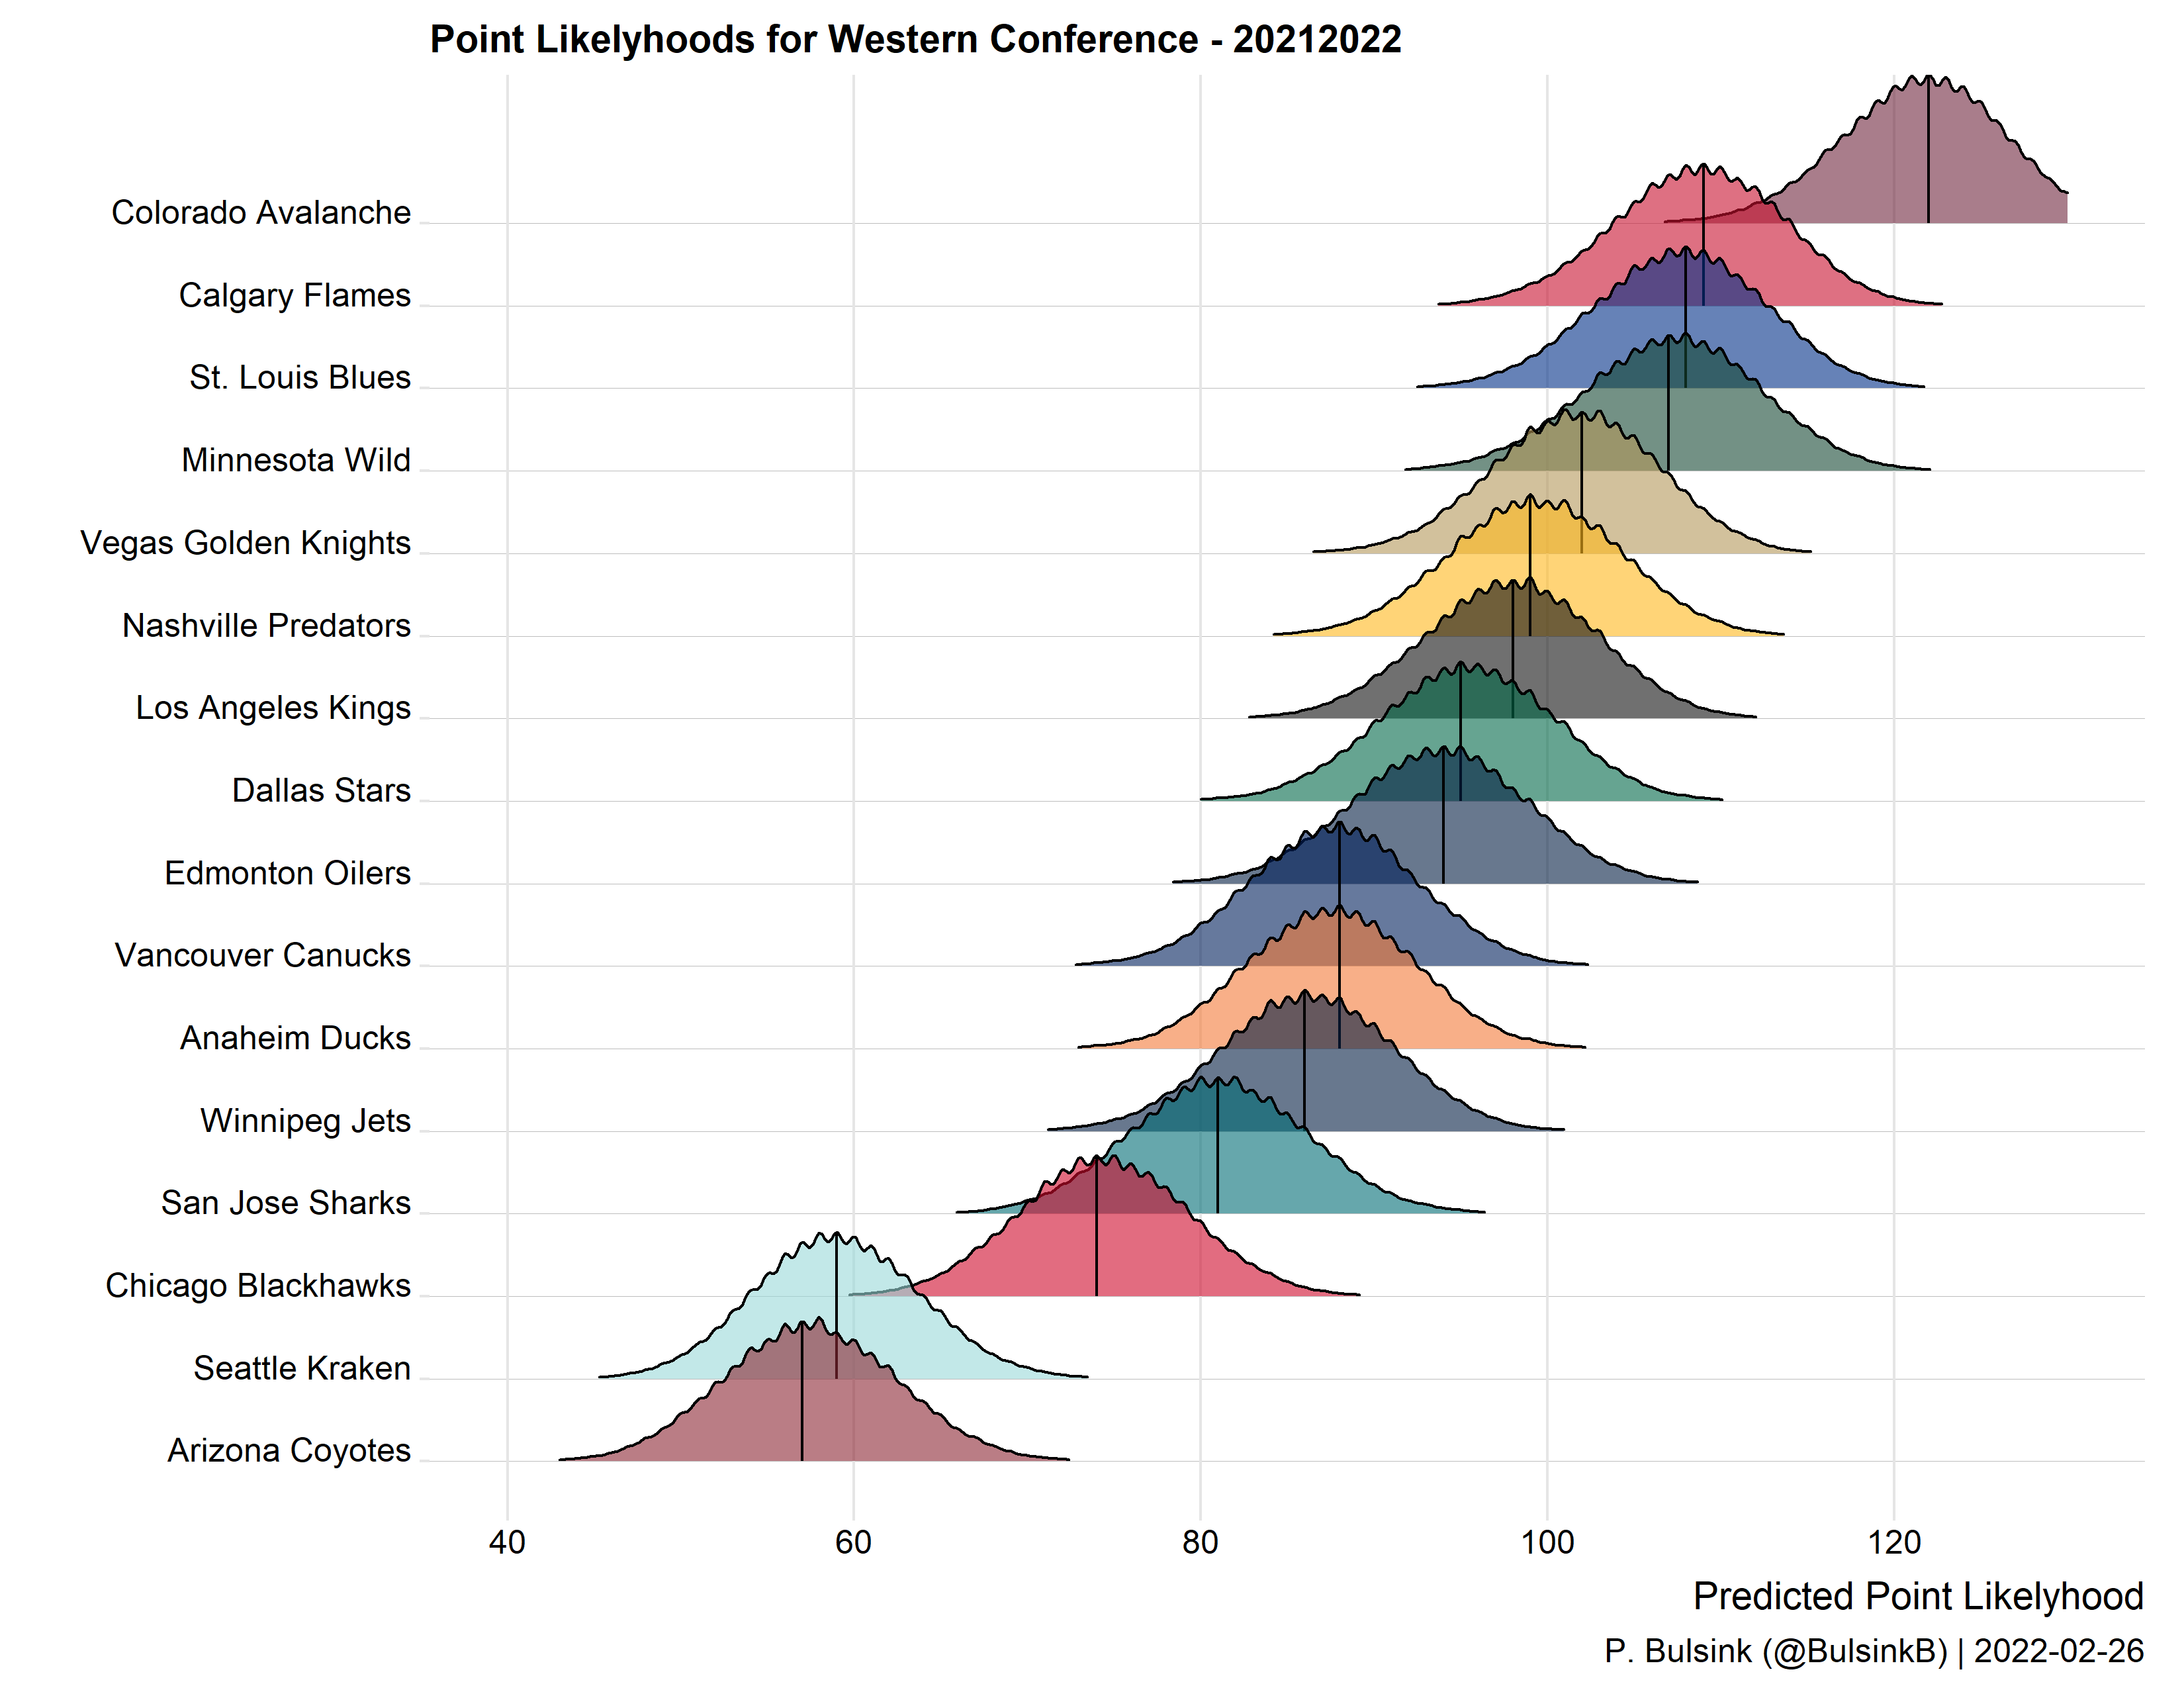 Point Likelyhoods for Western Conference - 20212022
Colorado Avalanche
Calgary Flames
St. Louis Blues
Minnesota Wild
Vegas Golden Knights
Nashville Predators
Los Angeles Kings
Dallas Stars
Edmonton Oilers
Vancouver Canucks
Anaheim Ducks
Winnipeg Jets
San Jose Sharks
Chicago Blackhawks
Seattle Kraken
Arizona Coyotes
40 60 80 100 120
Predicted Point Likelyhood
P. Bulsink (@BulsinkB) | 2022-02-26